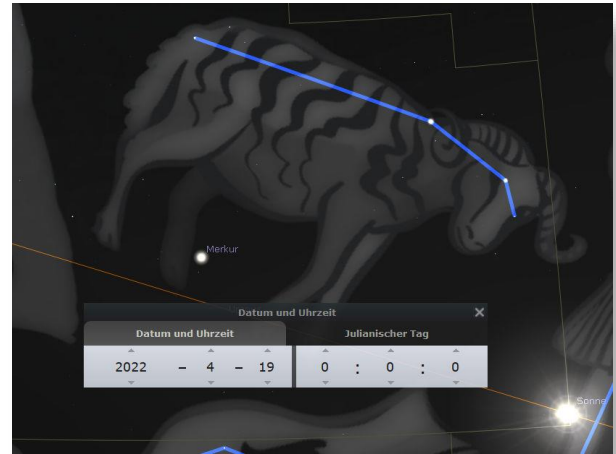 Merkur
Datum und Uhrzeit
Datum und Uhrzeit Julianischer Tag
2022 – 4 – 19 0 : 0 : 0
Sonne